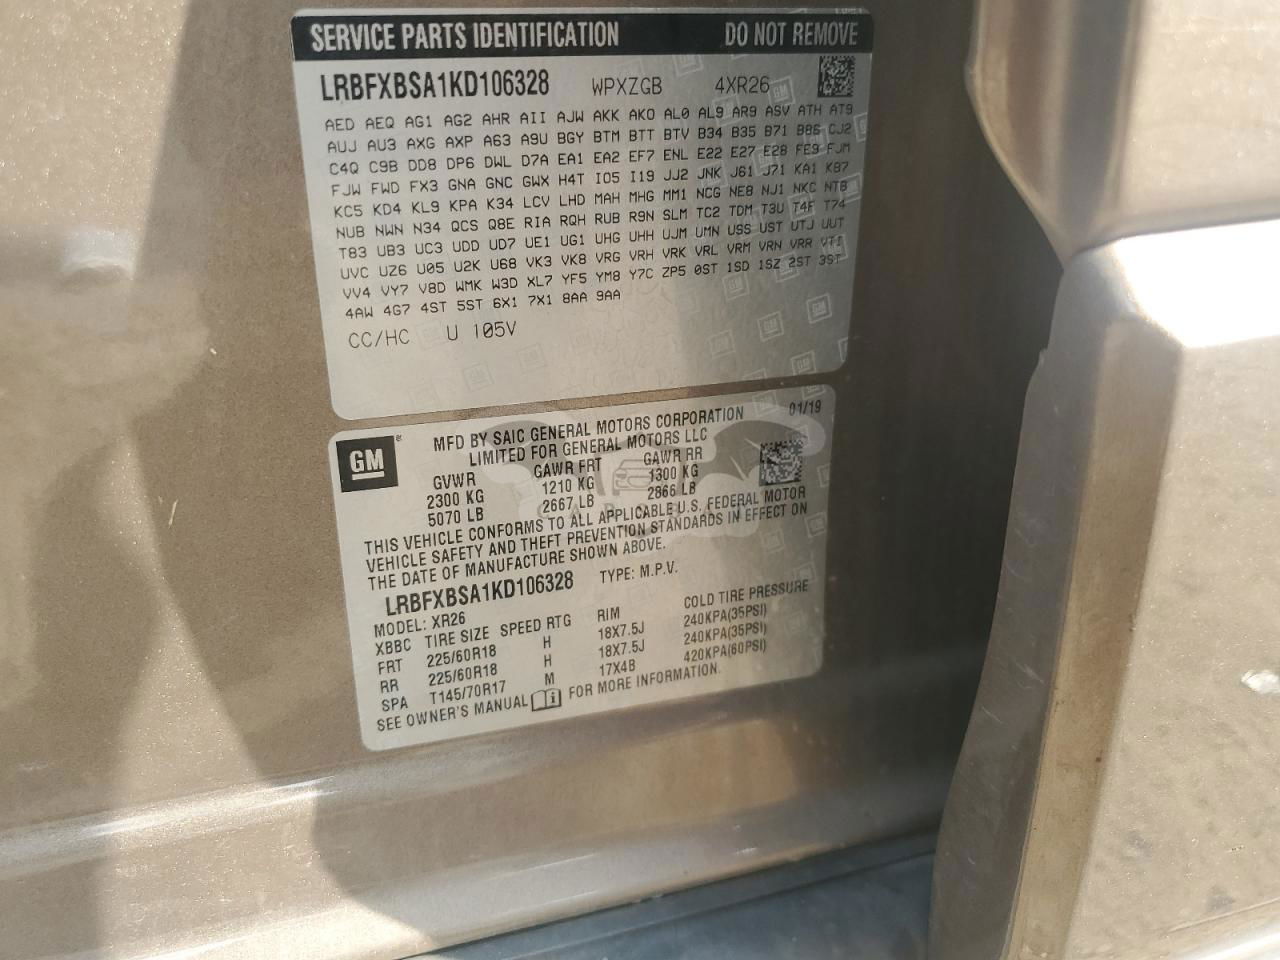 SERVICE PARTS IDENTIFICATION DO NOT REMOVE
LRBFXBSA1KD106328 WPXZGB 4XR26
AED AEQ AG1 AG2 AHR AII AJW AKK AKO AL0 AL9 AR9 ASV ATH AT9
AUJ AU3 AXG AXP A63 A9U BGY BTM BTT BTV B34 B35 B71 B86 CJ2
C4Q C9B DD8 DP6 DWL D7A EA1 EA2 EF7 ENL E22 E27 E28 FE9 FJM
FJW FWD FX3 GNA GNC GWX H4T IO5 I19 JJ2 JNK J61 J71 KA1 KB7
KC5 KD4 KL9 KPA K34 LCV LHD MAH MHG MM1 NCG NE8 NJ1 NKC NTB
NUB NWN N34 QCS Q8E RIA RQH RUB R9N SLM TC2 TDM T3U T4F T74
T83 UB3 UC3 UDD UD7 UE1 UG1 UHG UHH UJM UMN USS UST UTJ UUT
UVC UZ6 U05 U2K U68 VK3 VK8 VRG VRH VRK VRL VRM VRN VRR VTI
VV4 VY7 V8D WMK W3D XL7 YF5 YM8 Y7C ZP5 0ST 1SD 1SZ 2ST 3ST
4AW 4G7 4ST 5ST 6X1 7X1 8AA 9AA
CC/HC U 105V
GM ® MFD BY SAIC GENERAL MOTORS CORPORATION 01/19
LIMITED FOR GENERAL MOTORS LLC
GVWR GAWR FRT GAWR RR
2300 KG 1210 KG 1300 KG
5070 LB 2667 LB 2866 LB
THIS VEHICLE CONFORMS TO ALL APPLICABLE U.S. FEDERAL MOTOR
VEHICLE SAFETY AND THEFT PREVENTION STANDARDS IN EFFECT ON
THE DATE OF MANUFACTURE SHOWN ABOVE.
LRBFXBSA1KD106328 TYPE: M.P.V.
MODEL: XR26
XBBC TIRE SIZE SPEED RTG RIM COLD TIRE PRESSURE
FRT 225/60R18 H 18X7.5J 240KPA(35PSI)
RR 225/60R18 H 18X7.5J 240KPA(35PSI)
SPA T145/70R17 M 17X4B 420KPA(60PSI)
SEE OWNER'S MANUAL FOR MORE INFORMATION.